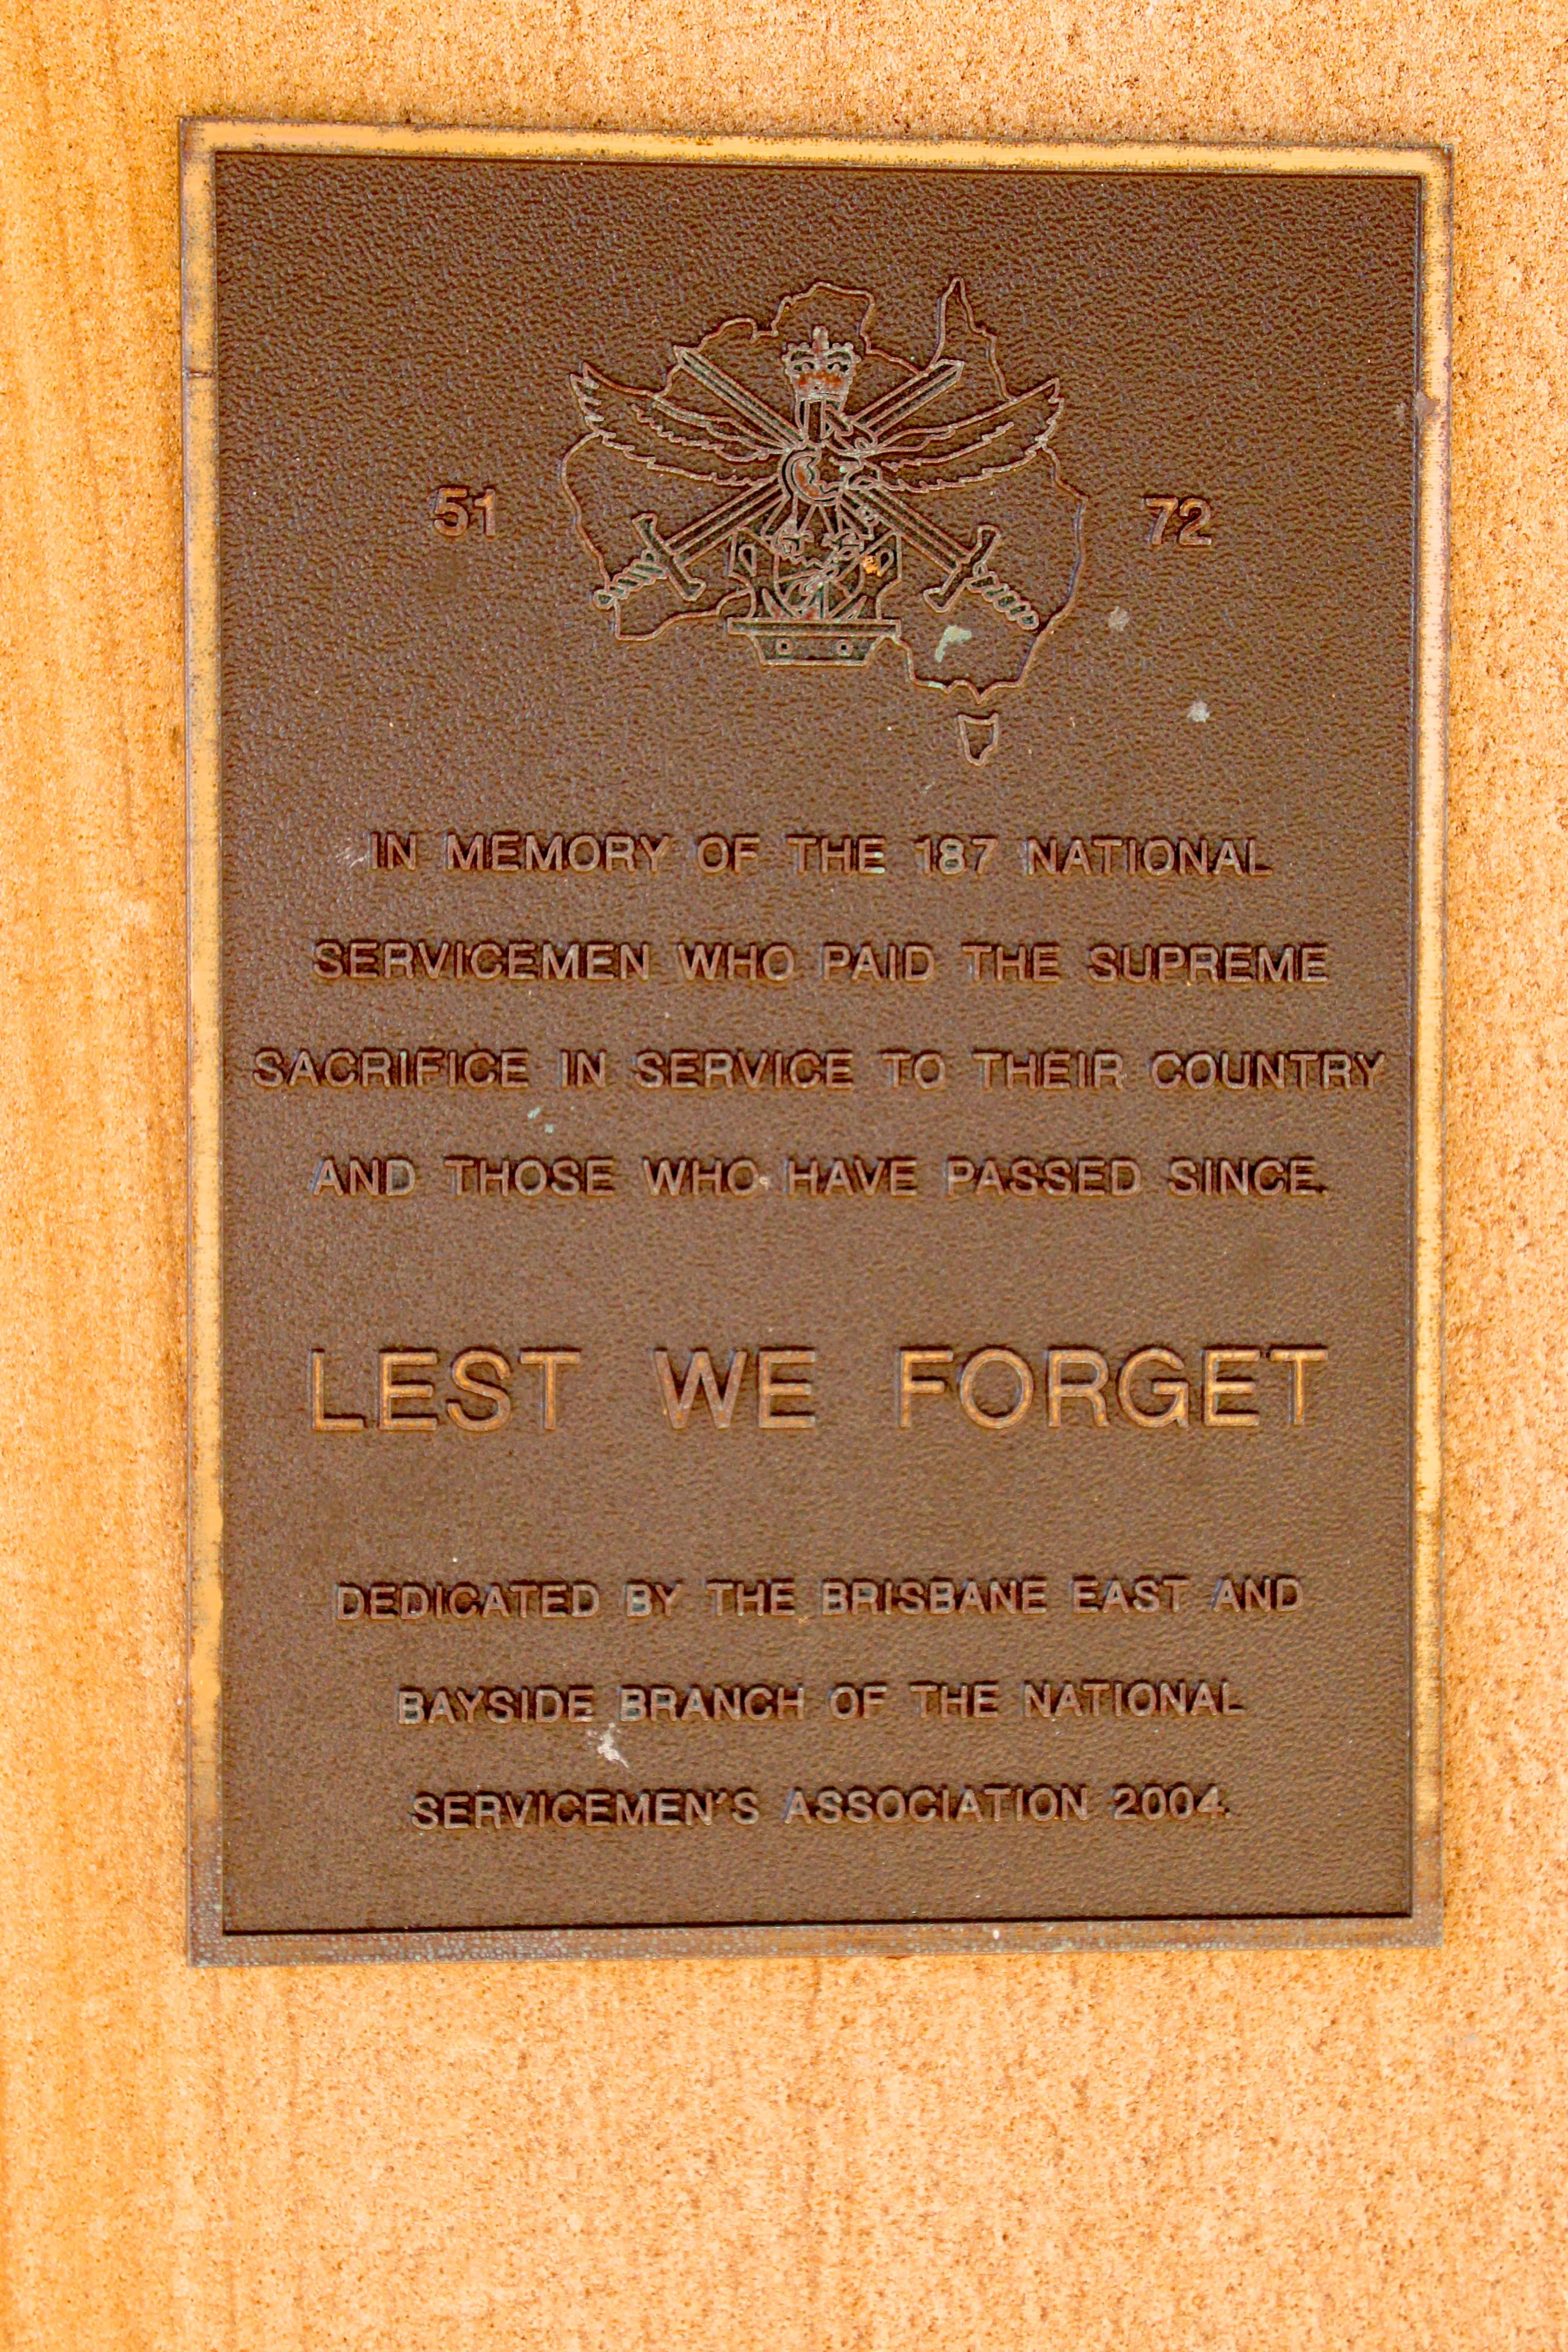 51 72
IN MEMORY OF THE 187 NATIONAL
SERVICEMEN WHO PAID THE SUPREME
SACRIFICE IN SERVICE TO THEIR COUNTRY
AND THOSE WHO HAVE PASSED SINCE.
LEST WE FORGET
DEDICATED BY THE BRISBANE EAST AND
BAYSIDE BRANCH OF THE NATIONAL
SERVICEMEN'S ASSOCIATION 2004.